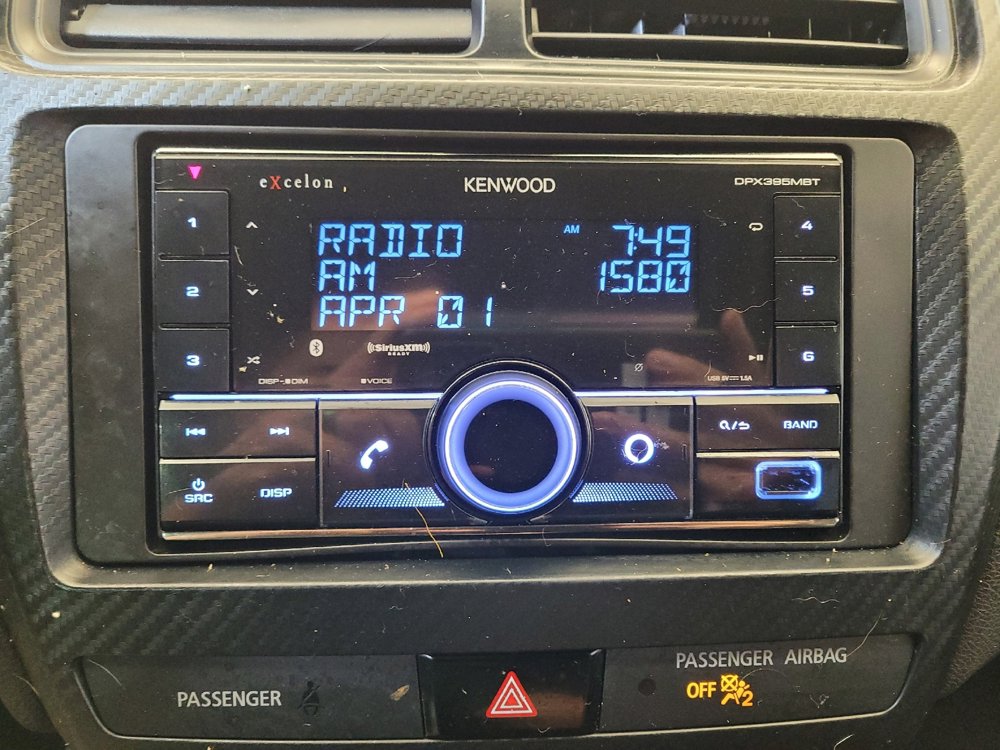 eXcelon KENWOOD DPX395MBT
1 RADIO AM 7:49 4
2 AM 1580 5
APR 01
3 SiriusXM 6
READY
DISP-DIM VOICE USB 5V 1.5A
Q/ BAND
SRC DISP
PASSENGER AIRBAG
PASSENGER OFF 2